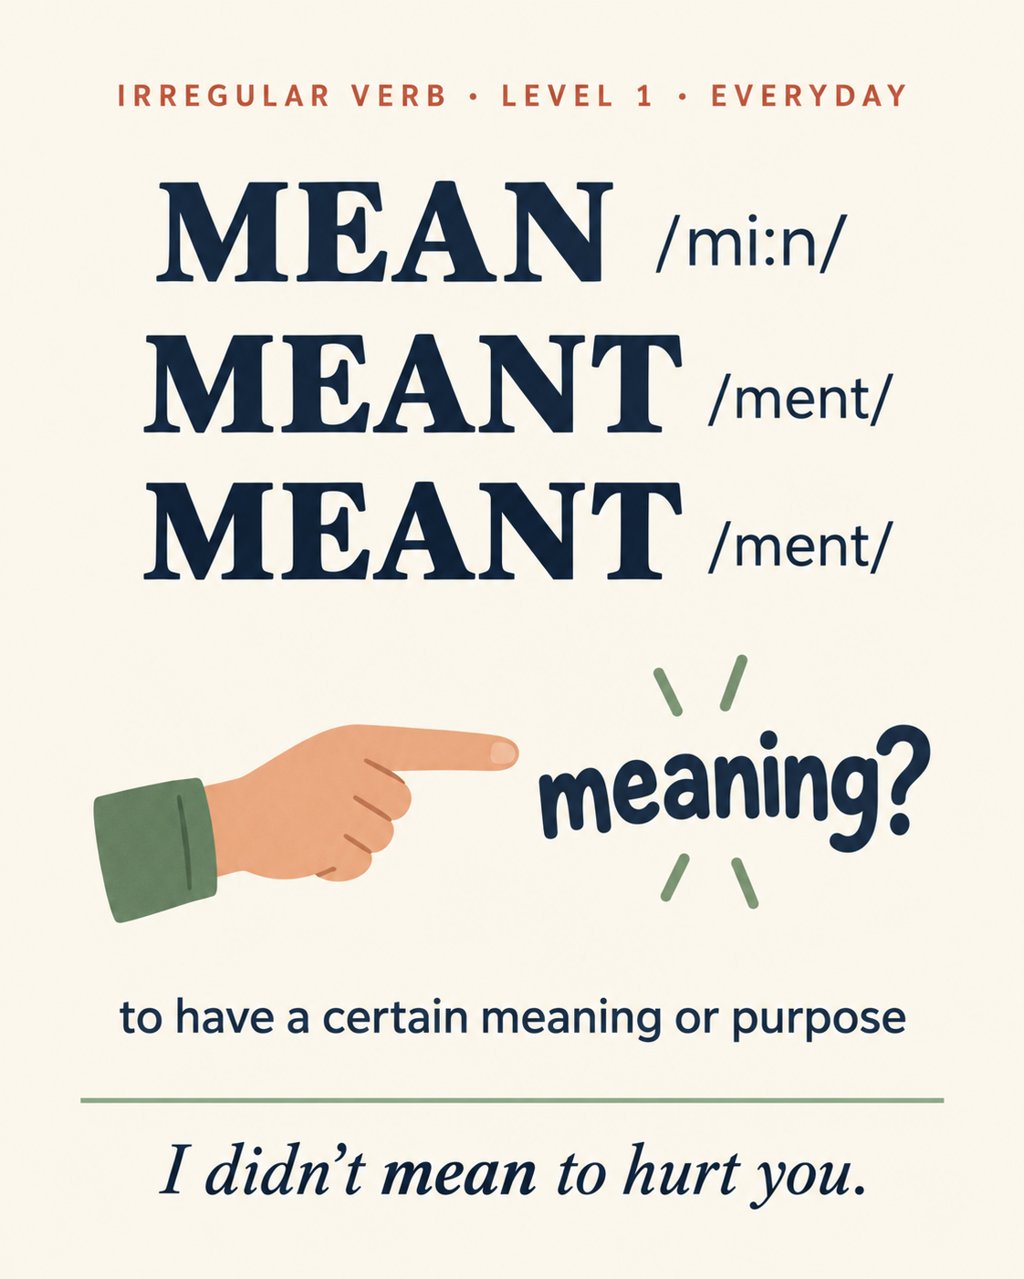 IRREGULAR VERB · LEVEL 1 · EVERYDAY
MEAN /mi:n/
MEANT /ment/
MEANT /ment/
meaning?
to have a certain meaning or purpose
I didn’t mean to hurt you.